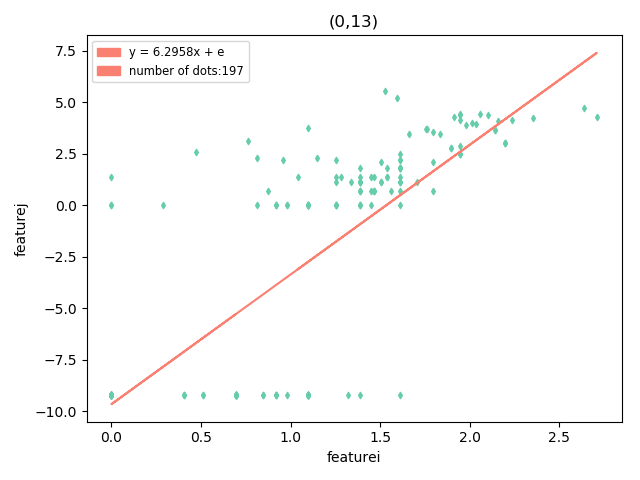 (0,13)
y = 6.2958x + e
number of dots:197
7.5
5.0
2.5
0.0
−2.5
−5.0
−7.5
−10.0
featurej
0.0 0.5 1.0 1.5 2.0 2.5
featurei